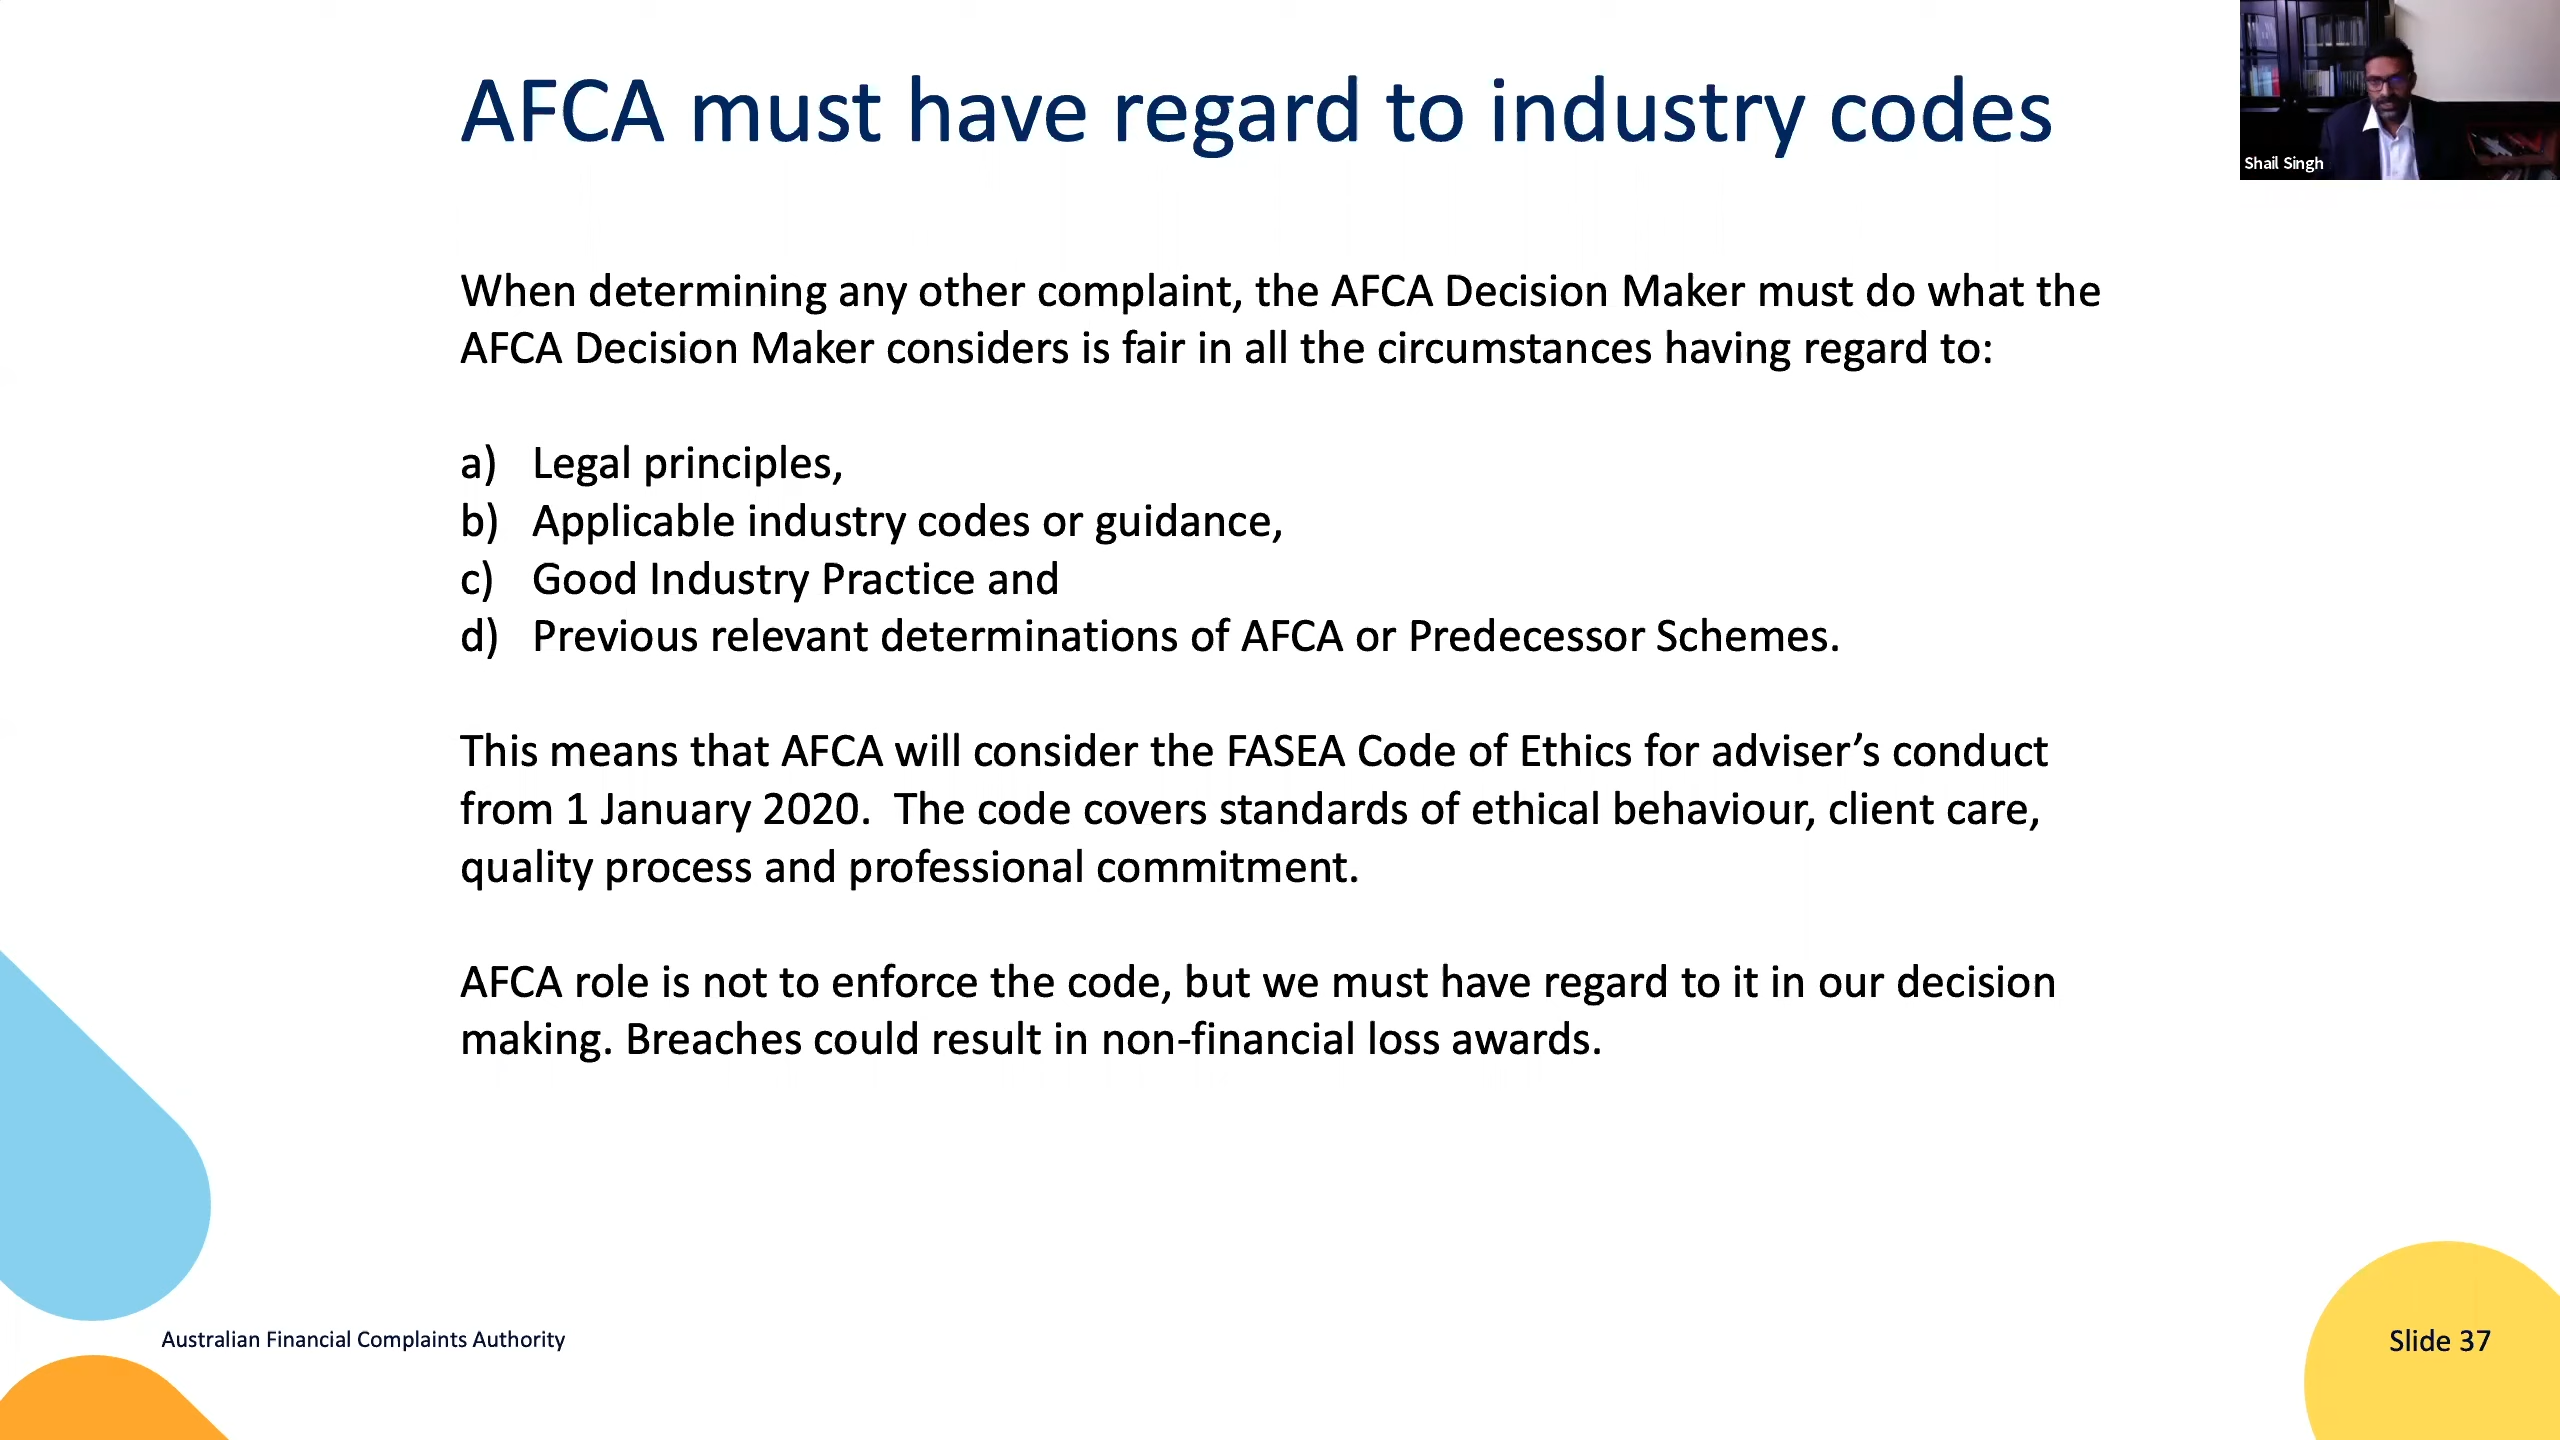 AFCA must have regard to industry codes
Shail Singh
When determining any other complaint, the AFCA Decision Maker must do what the
AFCA Decision Maker considers is fair in all the circumstances having regard to:
a) Legal principles,
b) Applicable industry codes or guidance,
c) Good Industry Practice and
d) Previous relevant determinations of AFCA or Predecessor Schemes.
This means that AFCA will consider the FASEA Code of Ethics for adviser’s conduct
from 1 January 2020.  The code covers standards of ethical behaviour, client care,
quality process and professional commitment.
AFCA role is not to enforce the code, but we must have regard to it in our decision
making. Breaches could result in non-financial loss awards.
Australian Financial Complaints Authority
Slide 37